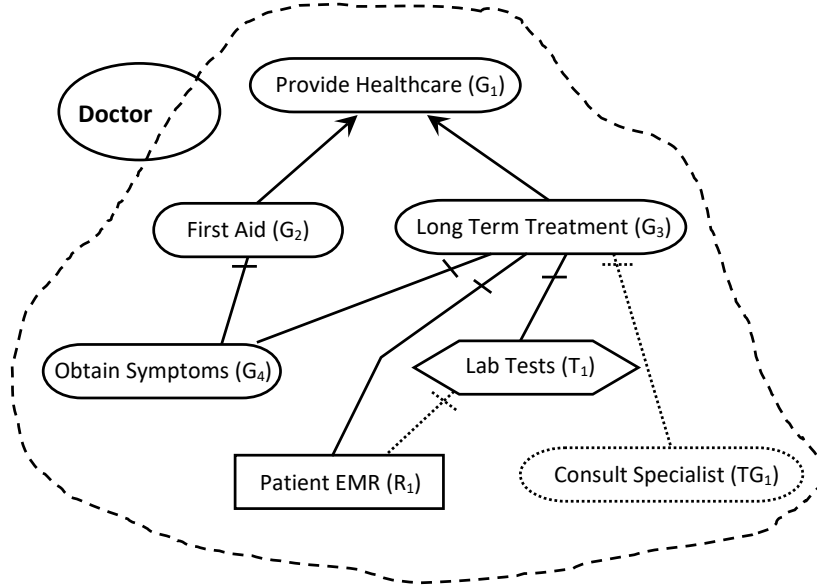 Provide Healthcare (G₁)
Doctor
First Aid (G₂)
Long Term Treatment (G₃)
Obtain Symptoms (G₄)
Lab Tests (T₁)
Patient EMR (R₁)
Consult Specialist (TG₁)